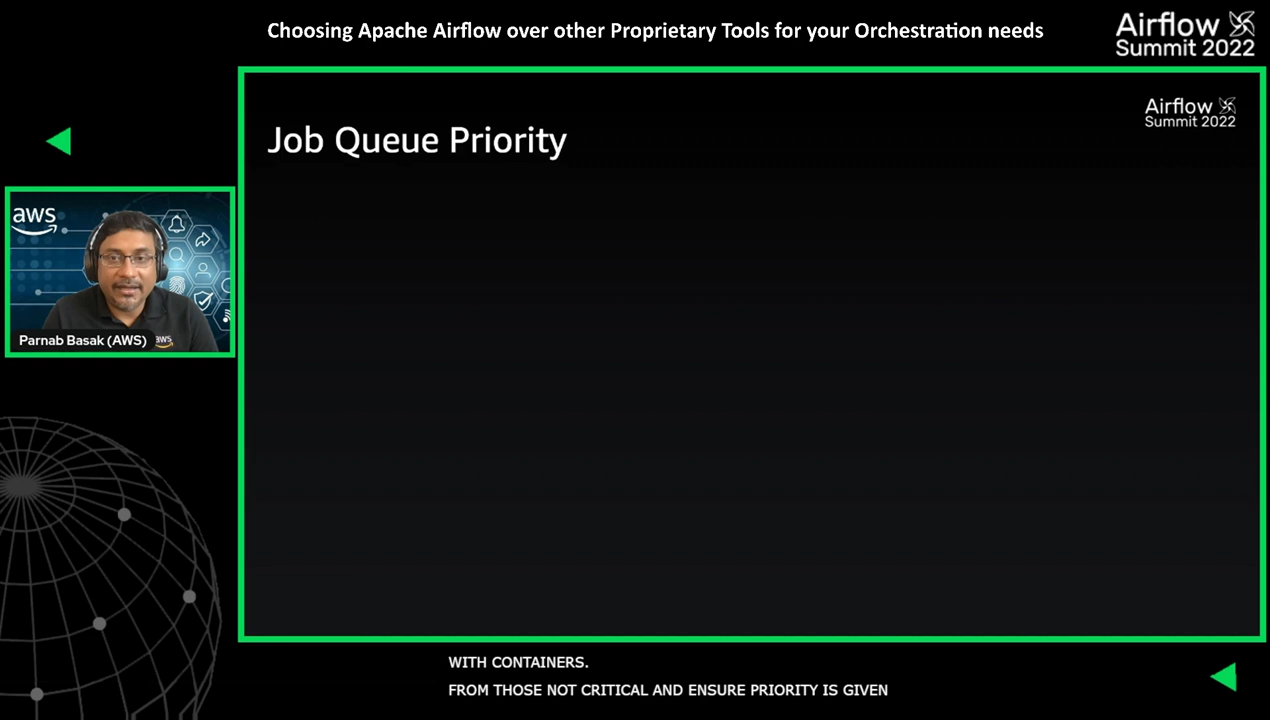 Choosing Apache Airflow over other Proprietary Tools for your Orchestration needs
Airflow
Summit 2022
Airflow
Summit 2022
Job Queue Priority
aws
aws
Parnab Basak (AWS)
WITH CONTAINERS.
FROM THOSE NOT CRITICAL AND ENSURE PRIORITY IS GIVEN